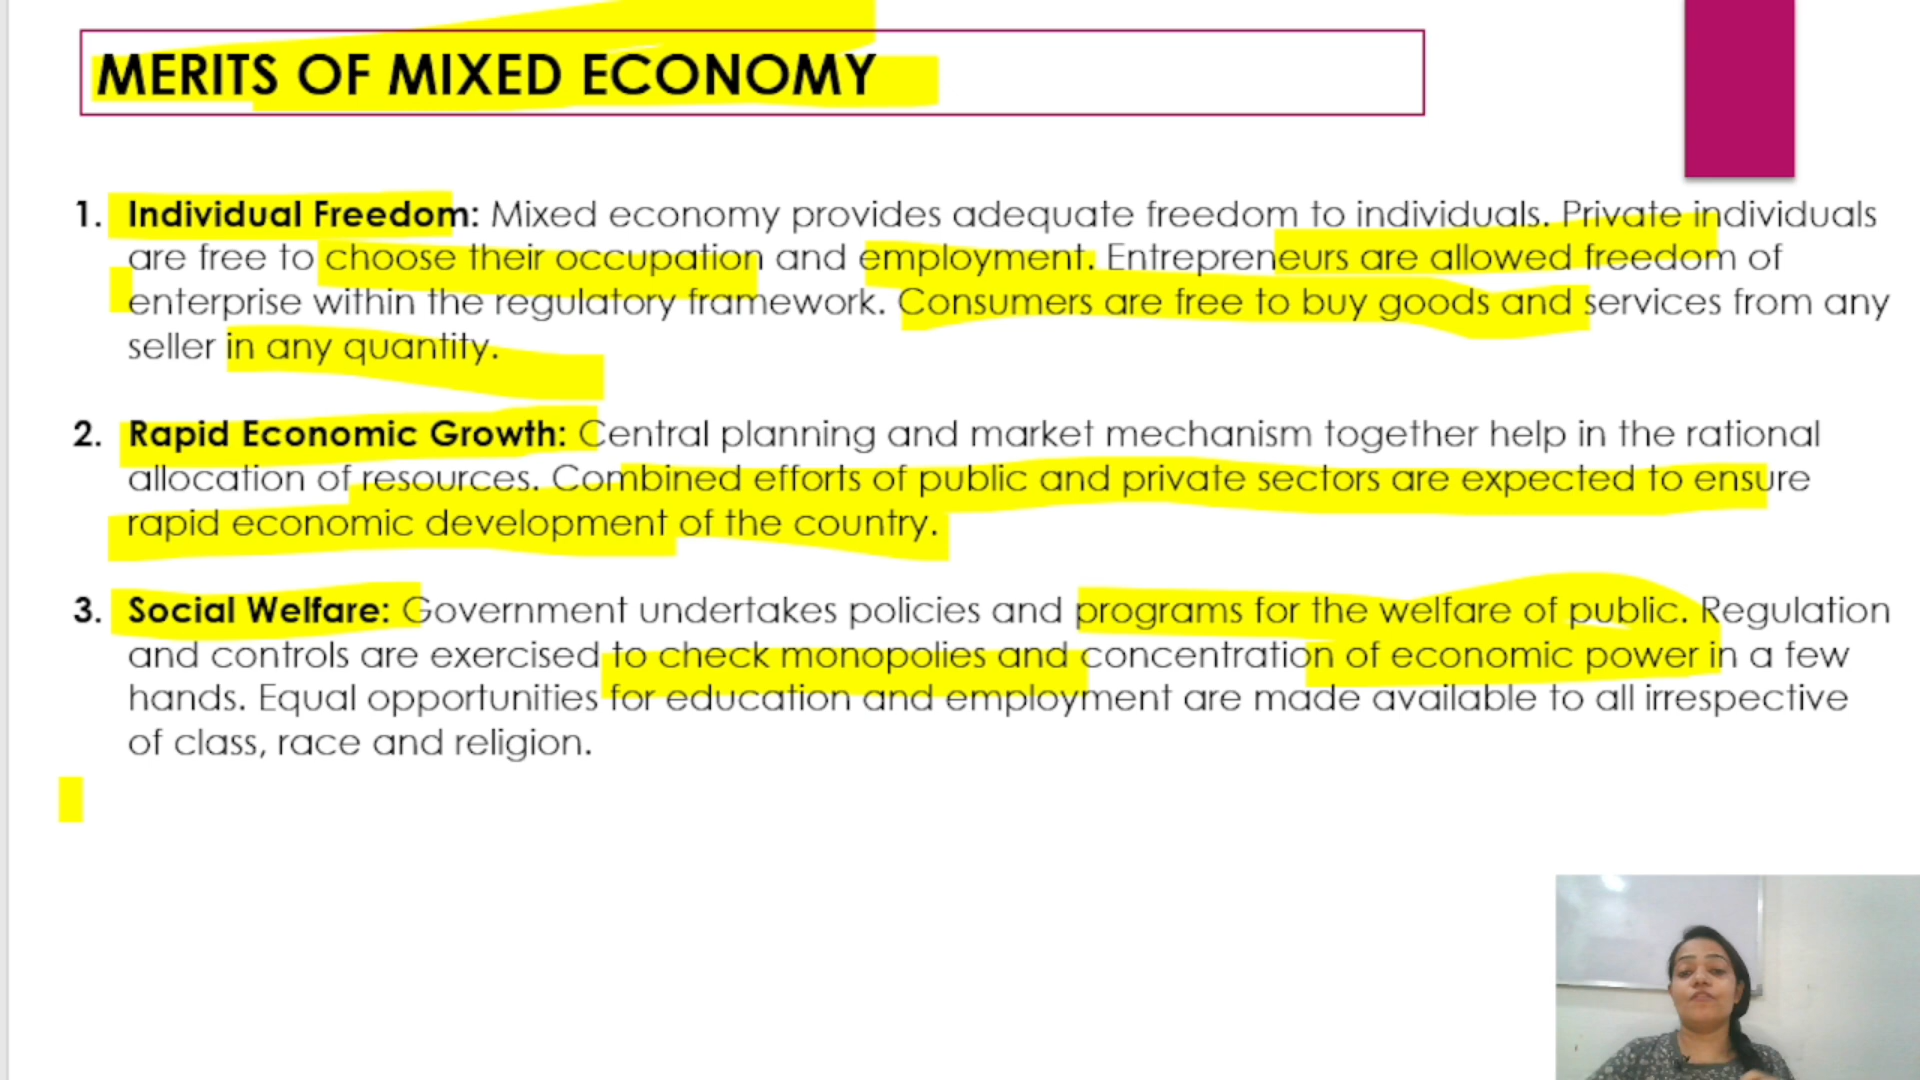 MERITS OF MIXED ECONOMY
1. Individual Freedom: Mixed economy provides adequate freedom to individuals. Private individuals
are free to choose their occupation and employment. Entrepreneurs are allowed freedom of
enterprise within the regulatory framework. Consumers are free to buy goods and services from any
seller in any quantity.
2. Rapid Economic Growth: Central planning and market mechanism together help in the rational
allocation of resources. Combined efforts of public and private sectors are expected to ensure
rapid economic development of the country.
3. Social Welfare: Government undertakes policies and programs for the welfare of public. Regulation
and controls are exercised to check monopolies and concentration of economic power in a few
hands. Equal opportunities for education and employment are made available to all irrespective
of class, race and religion.